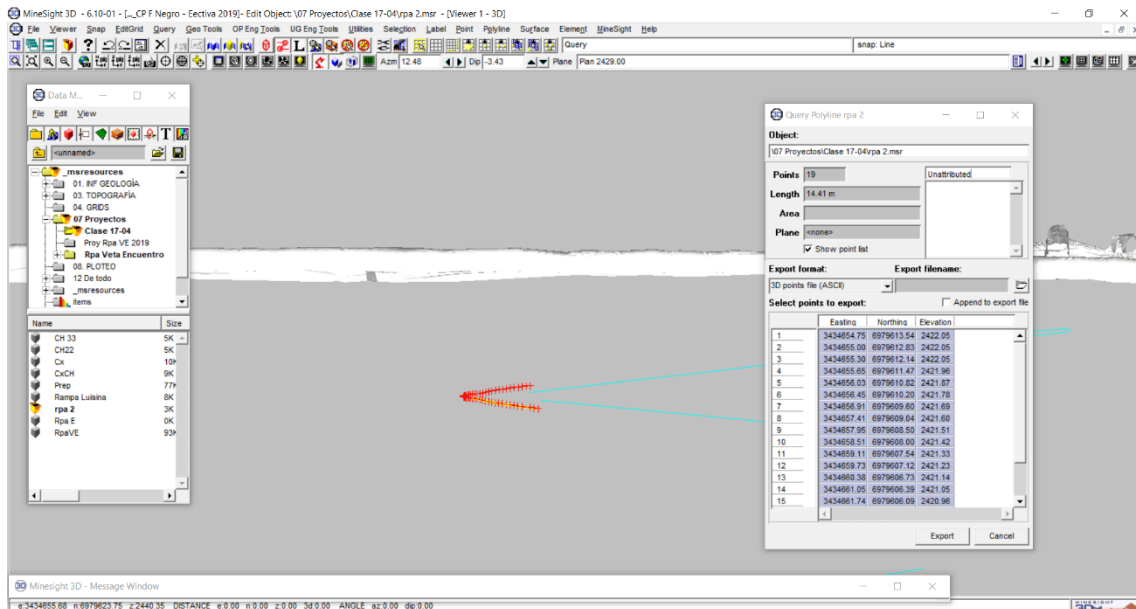 MineSight 3D - 6.10-01 - [..._CP F Negro - Eectiva 2019]- Edit Object: \07 Proyectos\Clase 17-04\rpa 2.msr - [Viewer 1 - 3D]
File Viewer Snap EditGrid Query Geo Tools OP Eng Tools UG Eng Tools Utilities Selection Label Point Polyline Surface Element MineSight Help
Query
snap: Line
Azm 12.48 Dip -3.43 Plane Plan 2429.00
Data M...
File Edit View
<unnamed>
_msresources
01. INF GEOLOGÍA
03. TOPOGRAFÍA
04. GRIDS
07 Proyectos
Clase 17-04
Proy Rpa VE 2019
Rpa Veta Encuentro
08. PLOTEO
12 De todo
_msresources
items
Name Size
CH 33 5K
CH22 5K
Cx 10K
CxCH 9K
Prep 77K
Rampa Luisina 8K
rpa 2 3K
Rpa E 0K
RpaVE 93K
Query Polyline rpa 2
Object:
\07 Proyectos\Clase 17-04\rpa 2.msr
Points 19
Unattributed
Length 14.41 m
Area
Plane <none>
Show point list
Export format: Export filename:
3D points file (ASCII)
Select points to export: Append to export file
Easting Northing Elevation
1 3434654.75 6979613.54 2422.05
2 3434655.00 6979612.83 2422.05
3 3434655.30 6979612.14 2422.05
4 3434655.65 6979611.47 2421.96
5 3434656.03 6979610.82 2421.87
6 3434656.45 6979610.20 2421.78
7 3434656.91 6979609.60 2421.69
8 3434657.41 6979609.04 2421.60
9 3434657.95 6979608.50 2421.51
10 3434658.51 6979608.00 2421.42
11 3434659.11 6979607.54 2421.33
12 3434659.73 6979607.12 2421.23
13 3434660.38 6979606.73 2421.14
14 3434661.05 6979606.39 2421.05
15 3434661.74 6979606.09 2420.96
Export Cancel
Minesight 3D - Message Window
e:3434655.68 n:6979623.75 z:2440.35 DISTANCE e:0.00 n:0.00 z:0.00 3d:0.00 ANGLE az:0.00 dip:0.00
MINESIGHT